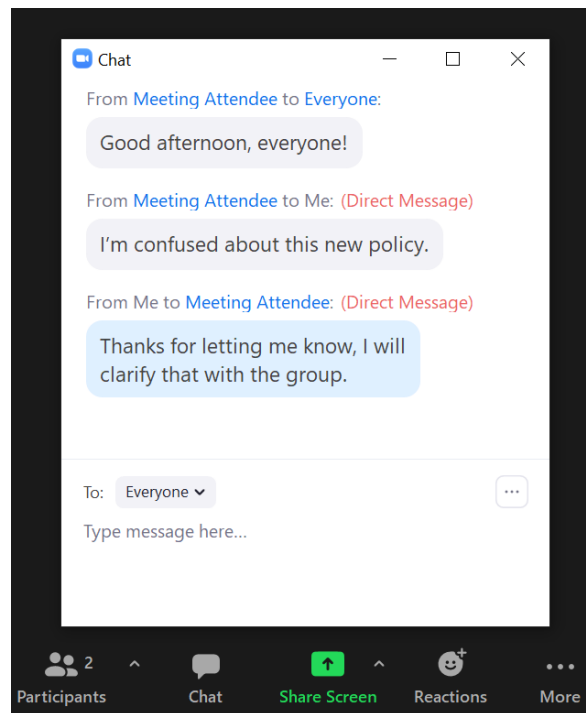 Chat
From Meeting Attendee to Everyone:
Good afternoon, everyone!
From Meeting Attendee to Me: (Direct Message)
I'm confused about this new policy.
From Me to Meeting Attendee: (Direct Message)
Thanks for letting me know, I will
clarify that with the group.
To: Everyone
Type message here...
2
Participants Chat Share Screen Reactions More